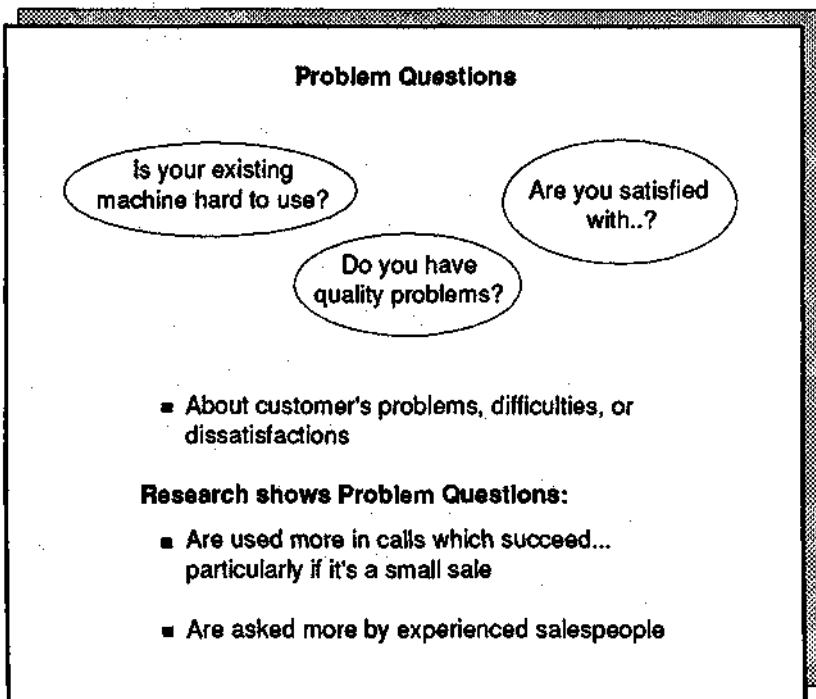 Problem Questions
Is your existing
machine hard to use?
Are you satisfied
with..?
Do you have
quality problems?
■ About customer's problems, difficulties, or
dissatisfactions
Research shows Problem Questions:
■ Are used more in calls which succeed...
particularly if it's a small sale
■ Are asked more by experienced salespeople